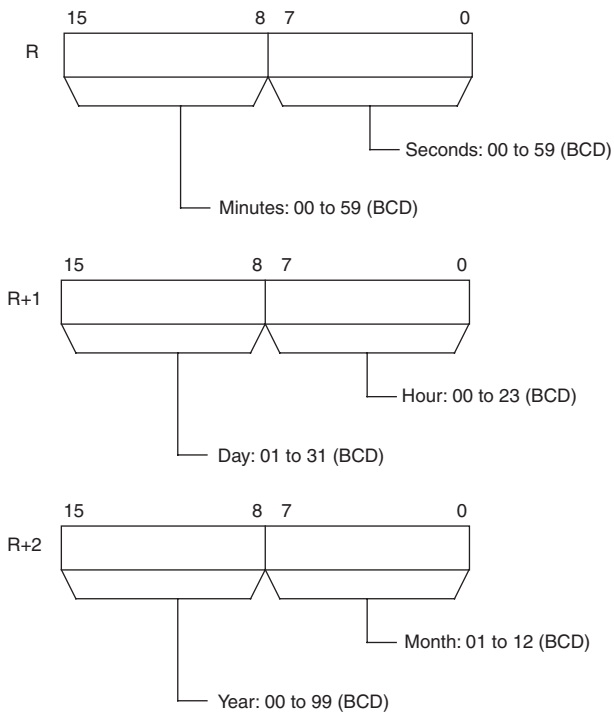 15 8 7 0
R
Seconds: 00 to 59 (BCD)
Minutes: 00 to 59 (BCD)
15 8 7 0
R+1
Hour: 00 to 23 (BCD)
Day: 01 to 31 (BCD)
15 8 7 0
R+2
Month: 01 to 12 (BCD)
Year: 00 to 99 (BCD)